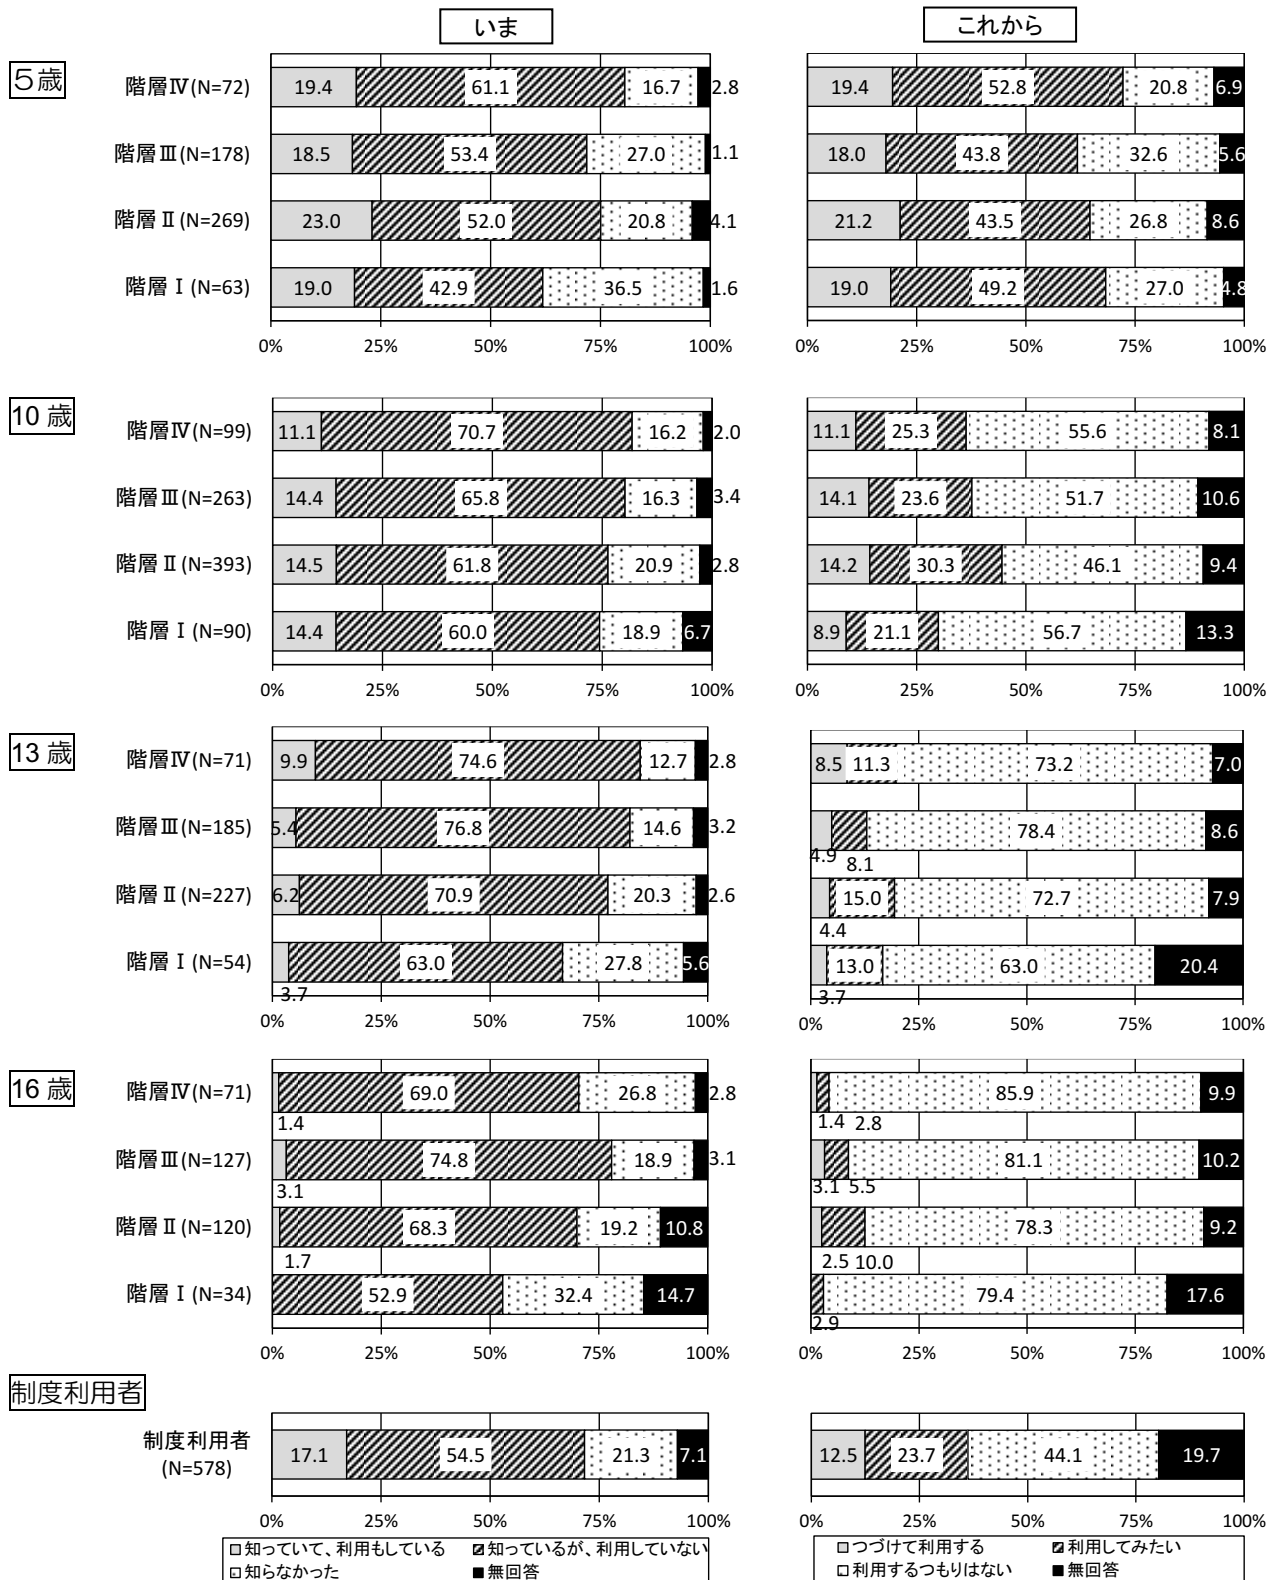 いま
これから
5歳
階層Ⅳ(N=72) 19.4 61.1 16.7 2.8 19.4 52.8 20.8 6.9
階層Ⅲ(N=178) 18.5 53.4 27.0 1.1 18.0 43.8 32.6 5.6
階層Ⅱ(N=269) 23.0 52.0 20.8 4.1 21.2 43.5 26.8 8.6
階層Ⅰ(N=63) 19.0 42.9 36.5 1.6 19.0 49.2 27.0 4.8
0% 25% 50% 75% 100% 0% 25% 50% 75% 100%
10歳
階層Ⅳ(N=99) 11.1 70.7 16.2 2.0 11.1 25.3 55.6 8.1
階層Ⅲ(N=263) 14.4 65.8 16.3 3.4 14.1 23.6 51.7 10.6
階層Ⅱ(N=393) 14.5 61.8 20.9 2.8 14.2 30.3 46.1 9.4
階層Ⅰ(N=90) 14.4 60.0 18.9 6.7 8.9 21.1 56.7 13.3
0% 25% 50% 75% 100% 0% 25% 50% 75% 100%
13歳
階層Ⅳ(N=71) 9.9 74.6 12.7 2.8 8.5 11.3 73.2 7.0
階層Ⅲ(N=185) 5.4 76.8 14.6 3.2 4.9 8.1 78.4 8.6
階層Ⅱ(N=227) 6.2 70.9 20.3 2.6 4.4 15.0 72.7 7.9
階層Ⅰ(N=54) 3.7 63.0 27.8 5.6 3.7 13.0 63.0 20.4
0% 25% 50% 75% 100% 0% 25% 50% 75% 100%
16歳
階層Ⅳ(N=71) 1.4 69.0 26.8 2.8 1.4 2.8 85.9 9.9
階層Ⅲ(N=127) 3.1 74.8 18.9 3.1 3.1 5.5 81.1 10.2
階層Ⅱ(N=120) 1.7 68.3 19.2 10.8 2.5 10.0 78.3 9.2
階層Ⅰ(N=34) 52.9 32.4 14.7 2.9 79.4 17.6
0% 25% 50% 75% 100% 0% 25% 50% 75% 100%
制度利用者
制度利用者
(N=578) 17.1 54.5 21.3 7.1 12.5 23.7 44.1 19.7
0% 25% 50% 75% 100% 0% 25% 50% 75% 100%
知っていて、利用もしている 知っているが、利用していない
知らなかった 無回答
つづけて利用する 利用してみたい
利用するつもりはない 無回答